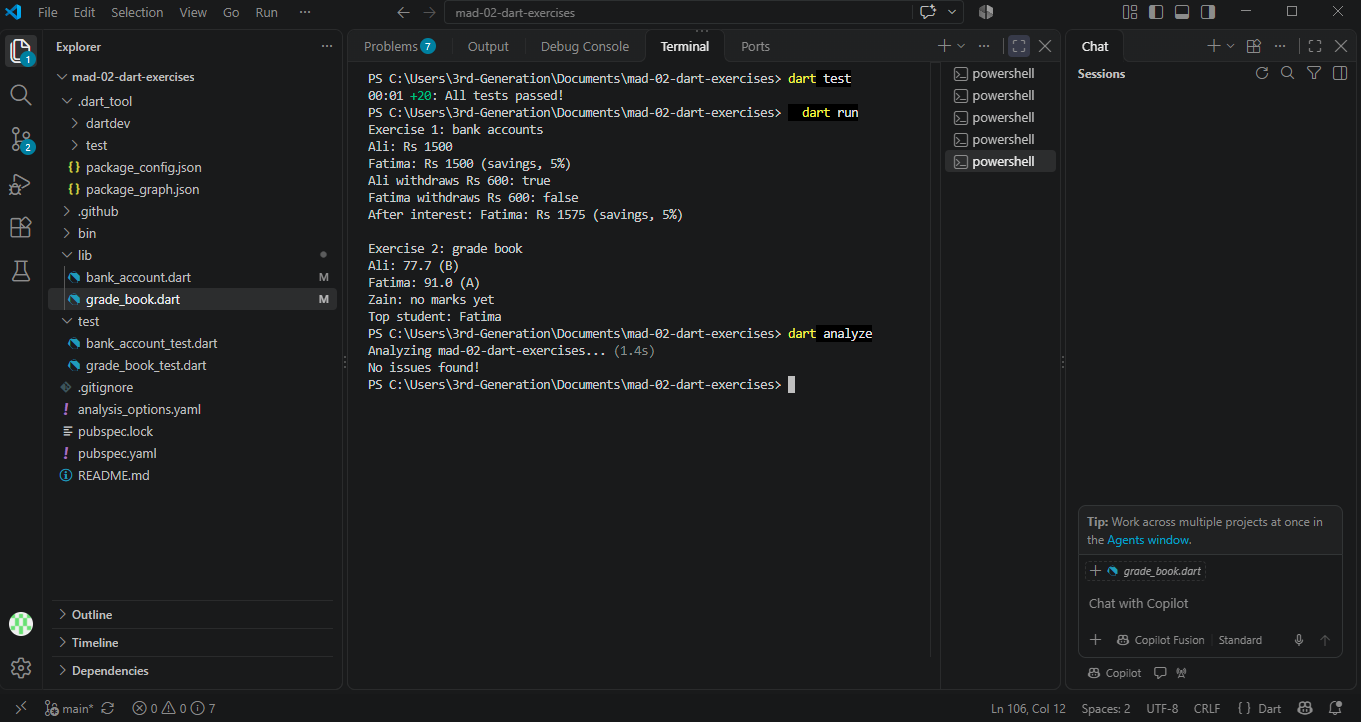 File Edit Selection View Go Run ··· mad-02-dart-exercises
Explorer ···
mad-02-dart-exercises
.dart_tool
dartdev
test
package_config.json
package_graph.json
.github
bin
lib
bank_account.dart M
grade_book.dart M
test
bank_account_test.dart
grade_book_test.dart
.gitignore
analysis_options.yaml
pubspec.lock
pubspec.yaml
README.md
Outline
Timeline
Dependencies
1
2
Problems 7 Output Debug Console Terminal Ports
PS C:\Users\3rd-Generation\Documents\mad-02-dart-exercises> dart test
00:01 +20: All tests passed!
PS C:\Users\3rd-Generation\Documents\mad-02-dart-exercises> dart run
Exercise 1: bank accounts
Ali: Rs 1500
Fatima: Rs 1500 (savings, 5%)
Ali withdraws Rs 600: true
Fatima withdraws Rs 600: false
After interest: Fatima: Rs 1575 (savings, 5%)
Exercise 2: grade book
Ali: 77.7 (B)
Fatima: 91.0 (A)
Zain: no marks yet
Top student: Fatima
PS C:\Users\3rd-Generation\Documents\mad-02-dart-exercises> dart analyze
Analyzing mad-02-dart-exercises... (1.4s)
No issues found!
PS C:\Users\3rd-Generation\Documents\mad-02-dart-exercises>
powershell
powershell
powershell
powershell
powershell
Chat
Sessions
Tip: Work across multiple projects at once in
the Agents window.
grade_book.dart
Chat with Copilot
Copilot Fusion Standard
Copilot
main* 0 0 7 Ln 106, Col 12 Spaces: 2 UTF-8 CRLF {} Dart